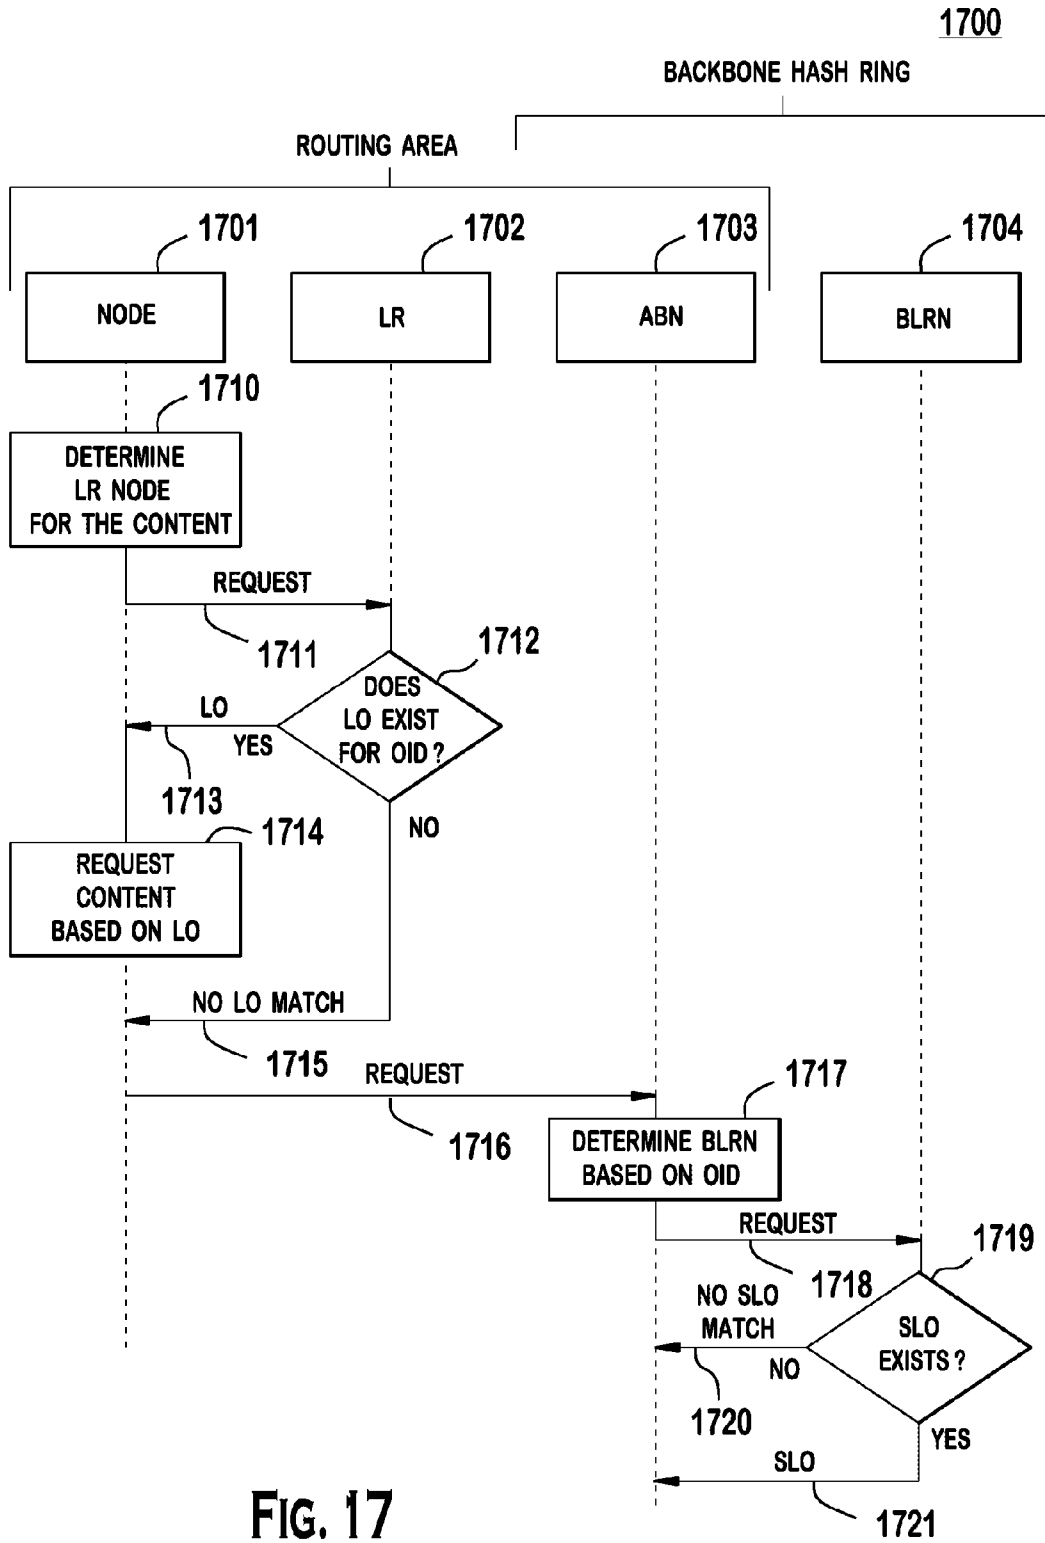 1700
BACKBONE HASH RING
ROUTING AREA
1701
1702
1703
1704
NODE
LR
ABN
BLRN
1710
DETERMINE
LR NODE
FOR THE CONTENT
REQUEST
1711
1712
DOES
LO EXIST
FOR OID?
LO
YES
1713
NO
1714
REQUEST
CONTENT
BASED ON LO
NO LO MATCH
1715
REQUEST
1716
1717
DETERMINE BLRN
BASED ON OID
REQUEST
1718
1719
NO SLO
MATCH
SLO
EXISTS?
NO
1720
YES
SLO
1721
FIG. 17